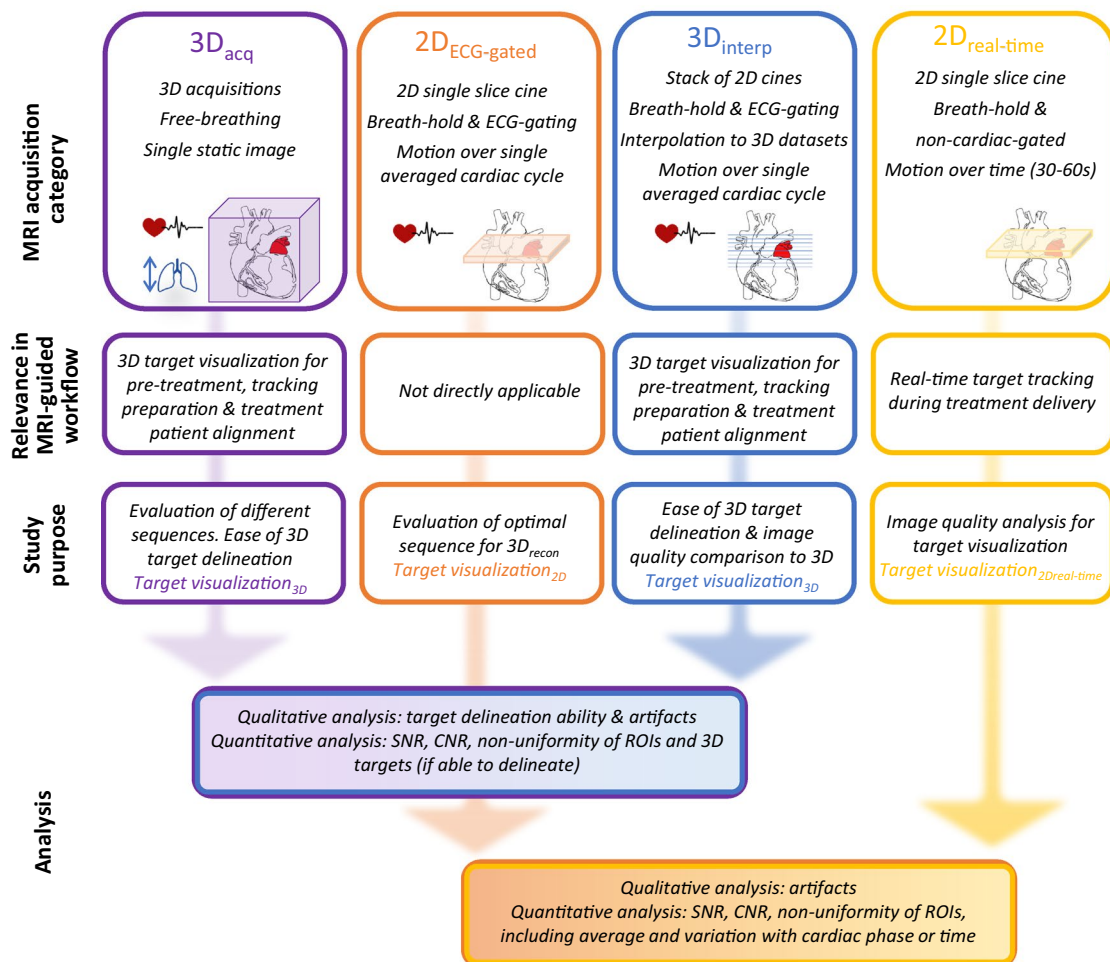 3Dacq
3D acquisitions
Free-breathing
Single static image
2DECG-gated
2D single slice cine
Breath-hold & ECG-gating
Motion over single
averaged cardiac cycle
3Dinterp
Stack of 2D cines
Breath-hold & ECG-gating
Interpolation to 3D datasets
Motion over single
averaged cardiac cycle
2Dreal-time
2D single slice cine
Breath-hold &
non-cardiac-gated
Motion over time (30-60s)
MRI acquisition
category
3D target visualization for
pre-treatment, tracking
preparation & treatment
patient alignment
Not directly applicable
3D target visualization for
pre-treatment, tracking
preparation & treatment
patient alignment
Real-time target tracking
during treatment delivery
Relevance in
MRI-guided
workflow
Evaluation of different
sequences. Ease of 3D
target delineation
Target visualization3D
Evaluation of optimal
sequence for 3Drecon
Target visualization2D
Ease of 3D target
delineation & image
quality comparison to 3D
Target visualization3D
Image quality analysis for
target visualization
Target visualization2Dreal-time
Study
purpose
Qualitative analysis: target delineation ability & artifacts
Quantitative analysis: SNR, CNR, non-uniformity of ROIs and 3D
targets (if able to delineate)
Analysis
Qualitative analysis: artifacts
Quantitative analysis: SNR, CNR, non-uniformity of ROIs,
including average and variation with cardiac phase or time